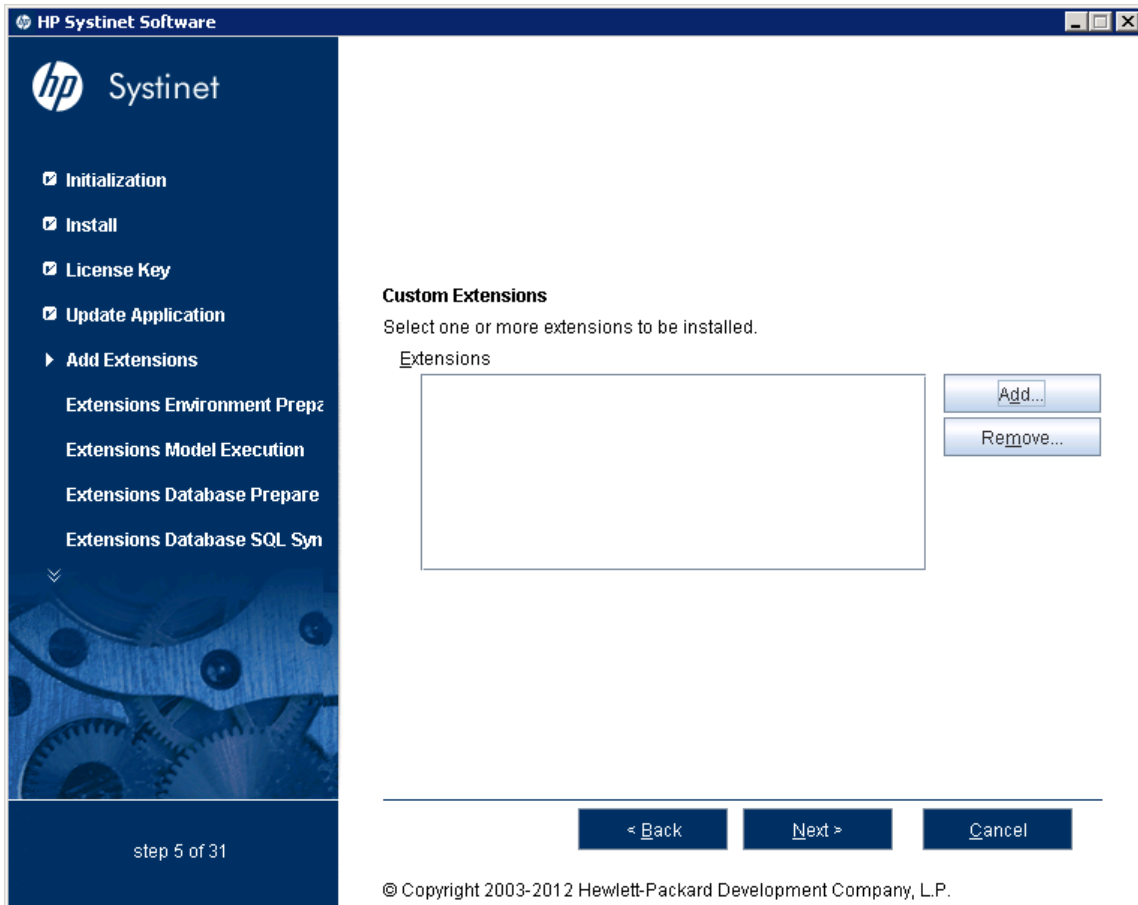 HP Systinet Software
hp Systinet
Initialization
Install
License Key
Update Application
Add Extensions
Extensions Environment Prepa
Extensions Model Execution
Extensions Database Prepare
Extensions Database SQL Syn
step 5 of 31
Custom Extensions
Select one or more extensions to be installed.
Extensions
Add...
Remove...
< Back
Next >
Cancel
© Copyright 2003-2012 Hewlett-Packard Development Company, L.P.